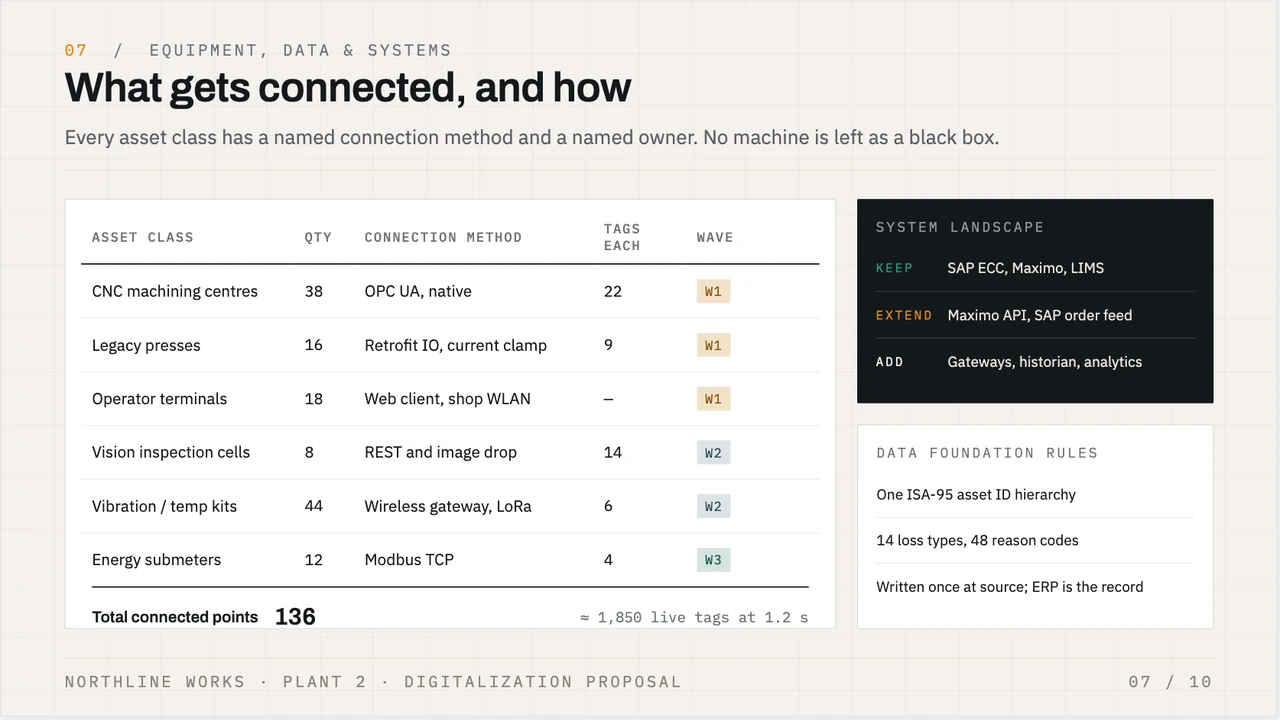 07 / EQUIPMENT, DATA & SYSTEMS
What gets connected, and how
Every asset class has a named connection method and a named owner. No machine is left as a black box.
ASSET CLASS QTY CONNECTION METHOD TAGS EACH WAVE
CNC machining centres 38 OPC UA, native 22 W1
Legacy presses 16 Retrofit IO, current clamp 9 W1
Operator terminals 18 Web client, shop WLAN – W1
Vision inspection cells 8 REST and image drop 14 W2
Vibration / temp kits 44 Wireless gateway, LoRa 6 W2
Energy submeters 12 Modbus TCP 4 W3
Total connected points 136 ≈ 1,850 live tags at 1.2 s
SYSTEM LANDSCAPE
KEEP SAP ECC, Maximo, LIMS
EXTEND Maximo API, SAP order feed
ADD Gateways, historian, analytics
DATA FOUNDATION RULES
One ISA-95 asset ID hierarchy
14 loss types, 48 reason codes
Written once at source; ERP is the record
NORTHLINE WORKS · PLANT 2 · DIGITALIZATION PROPOSAL 07 / 10